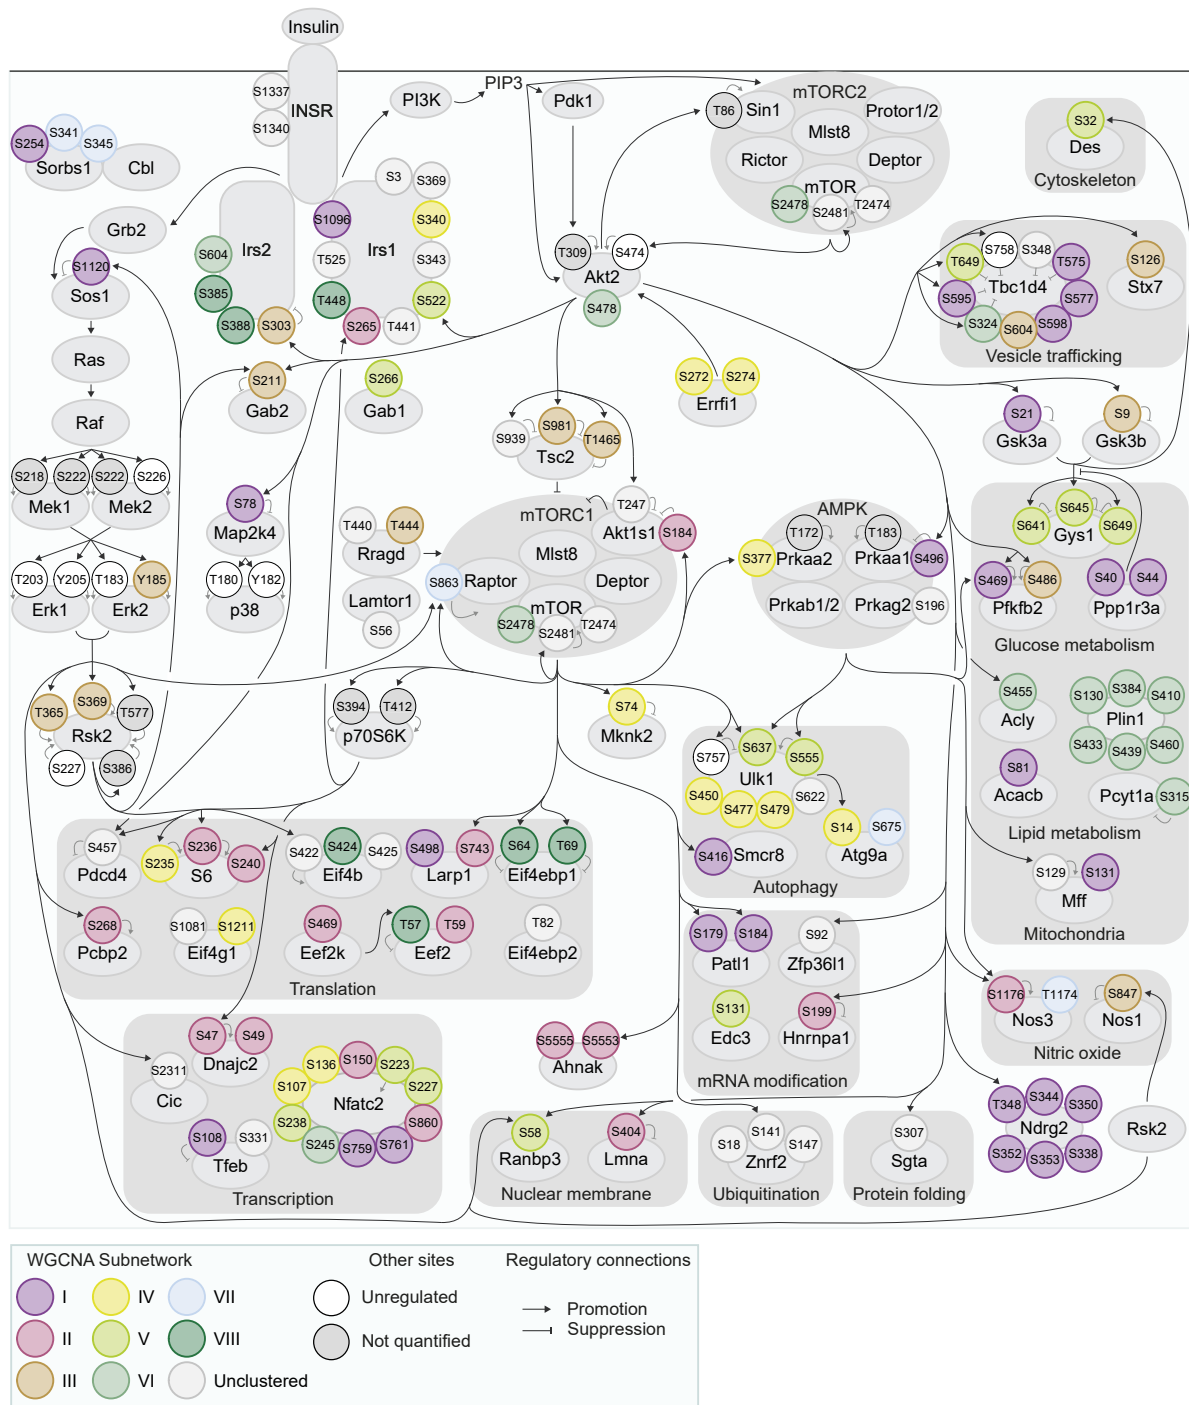 Insulin
INSR
S1337
S1340
PI3K
PIP3
Pdk1
T86
Sin1
mTORC2
Protor1/2
Mlst8
Rictor
Deptor
mTOR
S2478
S2481
T2474
S32
Des
Cytoskeleton
S254
S341
S345
Sorbs1
Cbl
Grb2
S1120
Sos1
Ras
Raf
S604
S385
S388
S303
Irs2
S3
S369
S1096
S340
Irs1
T525
S343
T448
S522
S265
T441
T309
S474
Akt2
S478
T649
S758
S348
T575
S595
Tbc1d4
S577
S324
S604
S598
S126
Stx7
Vesicle trafficking
S211
Gab2
S266
Gab1
S272
S274
Errfi1
S21
Gsk3a
S9
Gsk3b
S218
S222
S222
S226
Mek1
Mek2
S939
S981
T1465
Tsc2
S78
Map2k4
T440
T444
Rragd
mTORC1
T247
Akt1s1
S184
Mlst8
S863
Raptor
Deptor
mTOR
S2478
S2481
T2474
Lamtor1
S56
AMPK
T172
T183
S377
Prkaa2
Prkaa1
S496
Prkab1/2
Prkag2
S196
S641
S645
S649
Gys1
S469
S486
Pfkfb2
S40
S44
Ppp1r3a
Glucose metabolism
T203
Y205
T183
Y185
Erk1
Erk2
T180
Y182
p38
T365
S369
T577
Rsk2
S227
S386
S394
T412
p70S6K
S74
Mknk2
S757
S637
S555
Ulk1
S450
S477
S479
S622
S14
S675
Atg9a
S416
Smcr8
Autophagy
S455
Acly
S130
S384
S410
Plin1
S433
S439
S460
S81
Acacb
Pcyt1a
S315
Lipid metabolism
S129
S131
Mff
Mitochondria
S457
Pdcd4
S235
S236
S240
S6
S422
S424
S425
Eif4b
S498
S743
Larp1
S64
T69
Eif4ebp1
S268
Pcbp2
S1081
S1211
Eif4g1
S469
Eef2k
T57
T59
Eef2
T82
Eif4ebp2
Translation
S179
S184
Patl1
S92
Zfp36l1
S131
Edc3
S199
Hnrnpa1
mRNA modification
S1176
T1174
Nos3
S847
Nos1
Nitric oxide
S47
S49
Dnajc2
S2311
Cic
S107
S136
S150
S223
S227
Nfatc2
S238
S860
S245
S759
S761
S108
S331
Tfeb
Transcription
S5555
S5553
Ahnak
S58
Ranbp3
S404
Lmna
Nuclear membrane
S18
S141
S147
Znrf2
Ubiquitination
S307
Sgta
Protein folding
T348
S344
S350
Ndrg2
S352
S353
S338
Rsk2
WGCNA Subnetwork
Other sites
Regulatory connections
I
IV
VII
Unregulated
Promotion
II
V
VIII
Not quantified
Suppression
III
VI
Unclustered